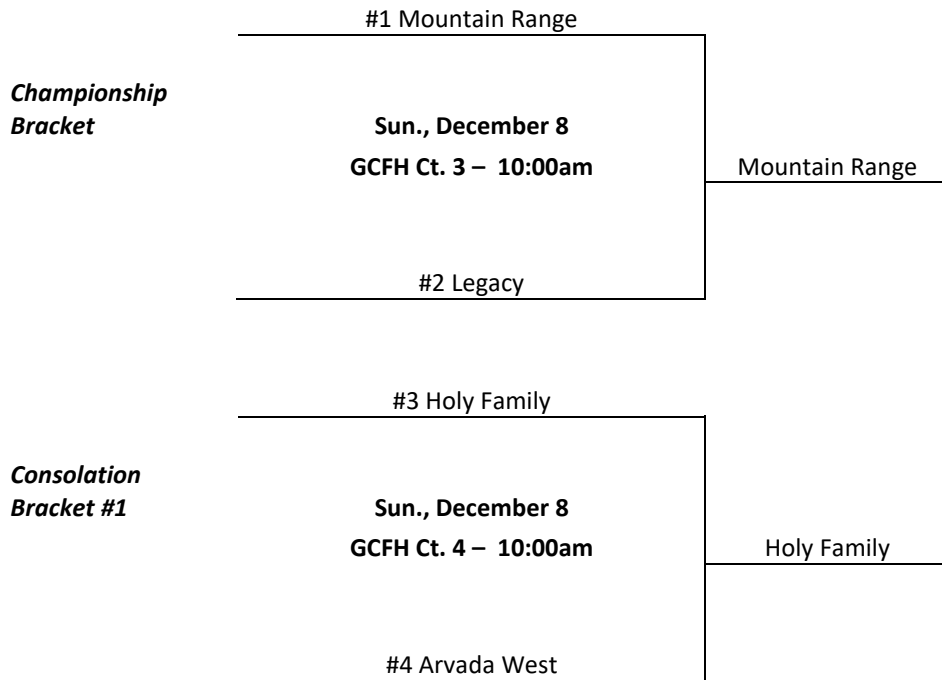 #1 Mountain Range
Championship
Bracket
Sun., December 8
GCFH Ct. 3 – 10:00am
Mountain Range
#2 Legacy
#3 Holy Family
Consolation
Bracket #1
Sun., December 8
GCFH Ct. 4 – 10:00am
Holy Family
#4 Arvada West